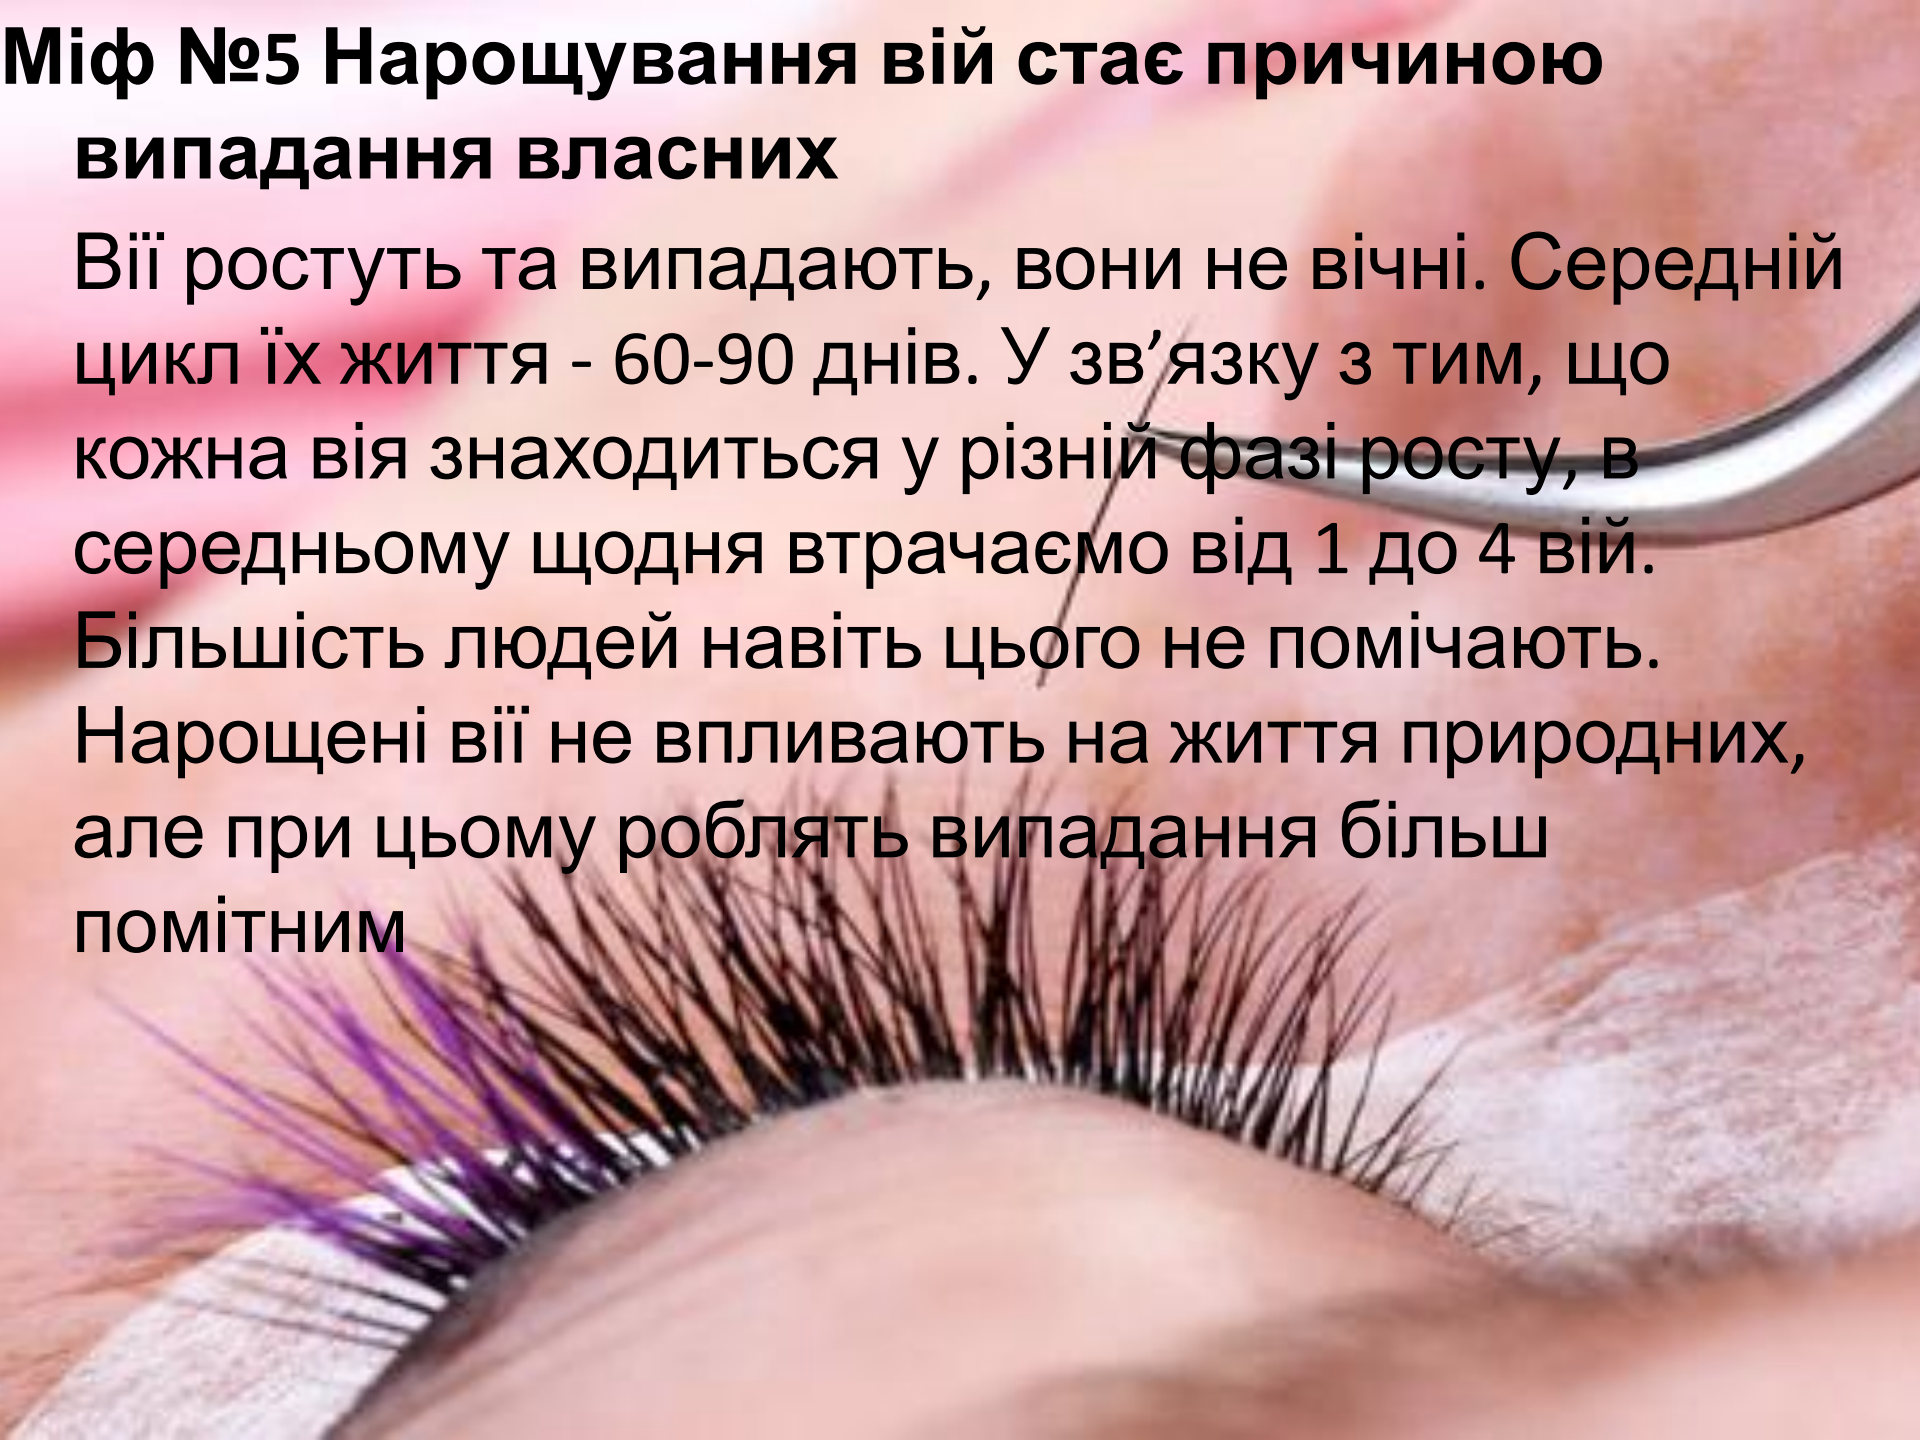 Міф №5 Нарощування вій стає причиною
випадання власних
Вії ростуть та випадають, вони не вічні. Середній
цикл їх життя - 60-90 днів. У зв’язку з тим, що
кожна вія знаходиться у різній фазі росту, в
середньому щодня втрачаємо від 1 до 4 вій.
Більшість людей навіть цього не помічають.
Нарощені вії не впливають на життя природних,
але при цьому роблять випадання більш
помітним